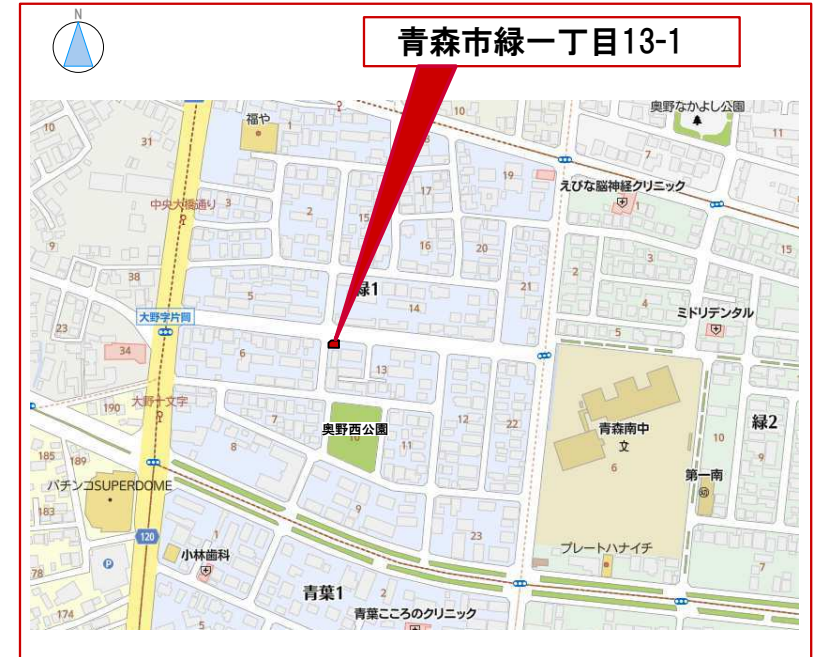 N
青森市緑一丁目13-1
奥野なかよし公園
福や
1
10
11
10
31
7
19
えびな脳神経クリニック
1
17
中央大橋通り
3
2
15
16
20
3
15
9
38
2
21
4
5
緑1
14
ミドリデンタル
大野字片岡
23
34
6
5
13
大野十文字
190
7
奥野西公園
10
11
12
22
青森南中
文
6
緑2
10
9
8
185
189
第一南
パチンコSUPERDOME
183
9
23
120
1
小林歯科
プレートハナイチ
7
P
78
174
青葉1
2
青葉こころのクリニック
5